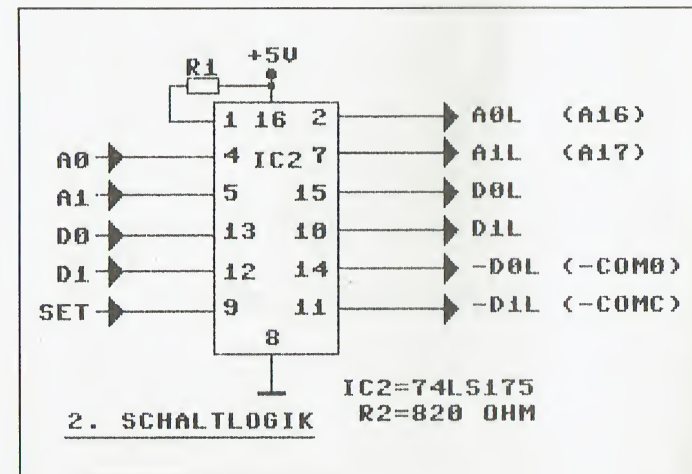 +5V
R1
1 16 2 A0L (A16)
A0 4 IC2 7 A1L (A17)
A1 5 15 D0L
D0 13 10 D1L
D1 12 14 -D0L (-COM0)
SET 9 11 -D1L (-COMC)
8
IC2=74LS175
2. SCHALTLOGIK R2=820 OHM